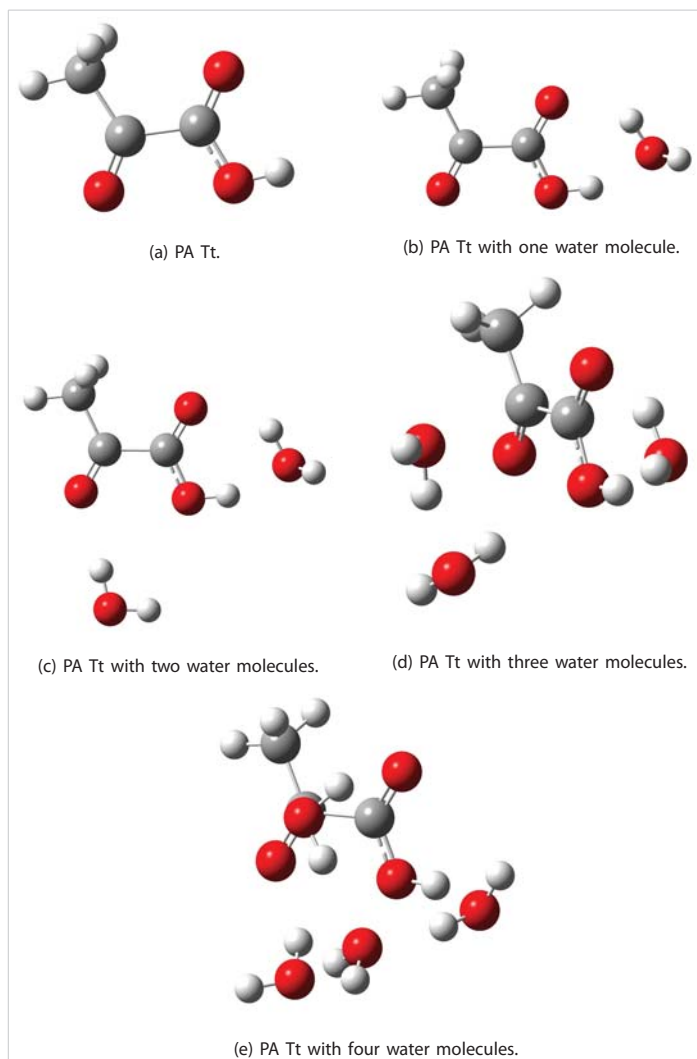 (a) PA Tt.
(b) PA Tt with one water molecule.
(c) PA Tt with two water molecules.
(d) PA Tt with three water molecules.
(e) PA Tt with four water molecules.